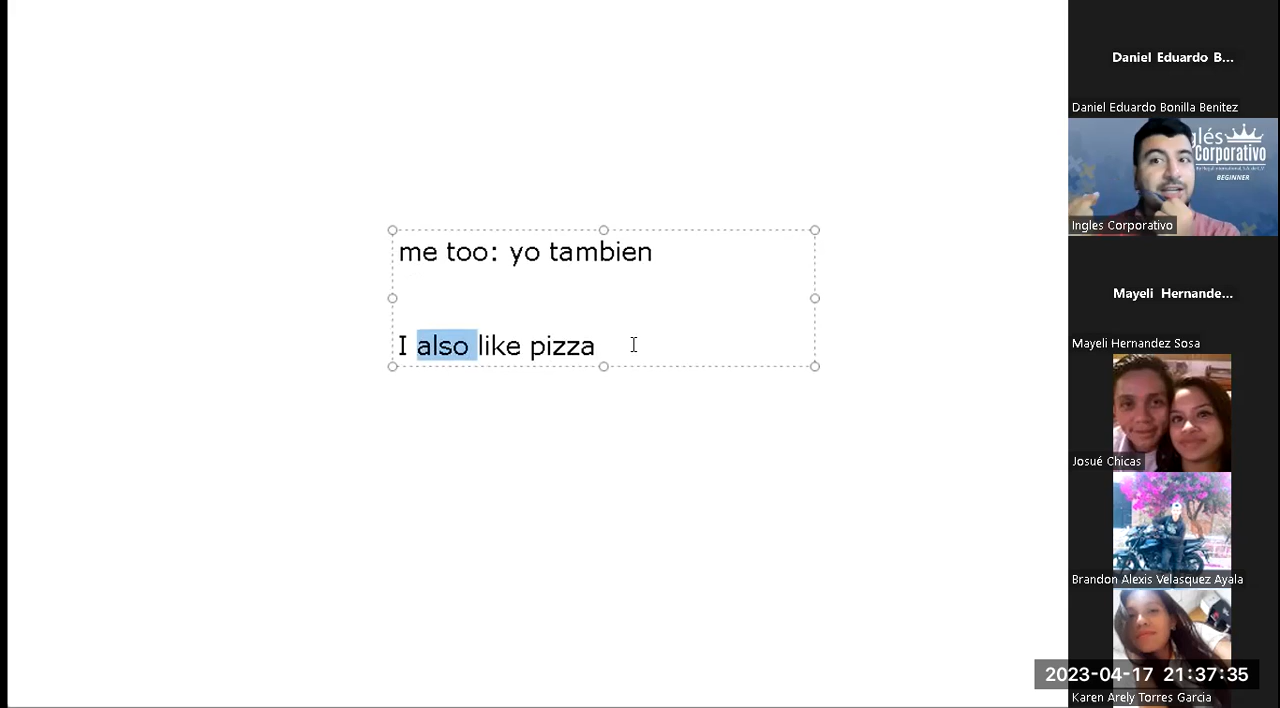 me too: yo tambien
I also like pizza
Daniel Eduardo B...
Daniel Eduardo Bonilla Benitez
glés
Corporativo
BEGINNER
Ingles Corporativo
Mayeli Hernande...
Mayeli Hernandez Sosa
Josué Chicas
Brandon Alexis Velasquez Ayala
2023-04-17 21:37:35
Karen Arely Torres Garcia